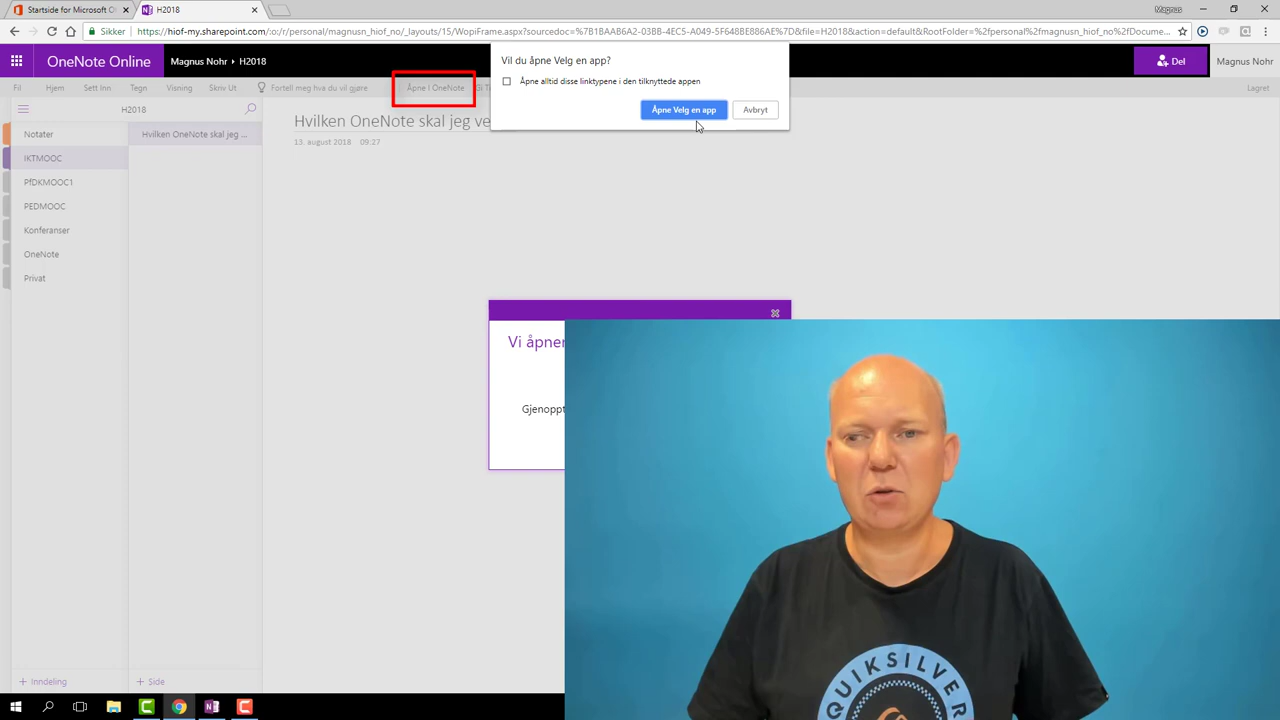 Startside for Microsoft O
H2018
Magnus
Sikker
https://hiof-my.sharepoint.com/:o:/r/personal/magnusn_hiof_no/_layouts/15/WopiFrame.aspx?sourcedoc=%7B1BAAB6A2-03BB-4EC5-A049-5F648BE886AE%7D&file=H2018&action=default&RootFolder=%2fpersonal%2fmagnusn_hiof_no%2fDocume...
OneNote Online
Magnus Nohr › H2018
Del
Magnus Nohr
Vil du åpne Velg en app?
Åpne alltid disse linktypene i den tilknyttede appen
Åpne Velg en app
Avbryt
Fil
Hjem
Sett Inn
Tegn
Visning
Skriv Ut
Fortell meg hva du vil gjøre
Åpne I OneNote
Gi T
Lagret
H2018
Notater
IKTMOOC
PfDKMOOC1
PEDMOOC
Konferanser
OneNote
Privat
Hvilken OneNote skal jeg ...
Hvilken OneNote skal jeg ve
13. august 2018 09:27
Vi åpner
Gjenoppt
QUIKSILVER
+ Inndeling
+ Side